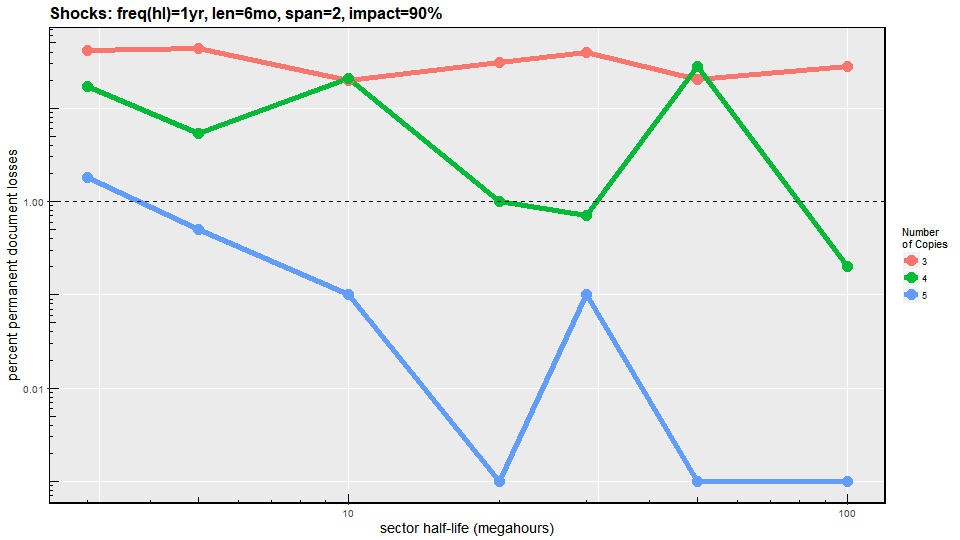 Shocks: freq(hl)=1yr, len=6mo, span=2, impact=90%
percent permanent document losses
1.00
0.01
10
100
sector half-life (megahours)
Number
of Copies
3
4
5